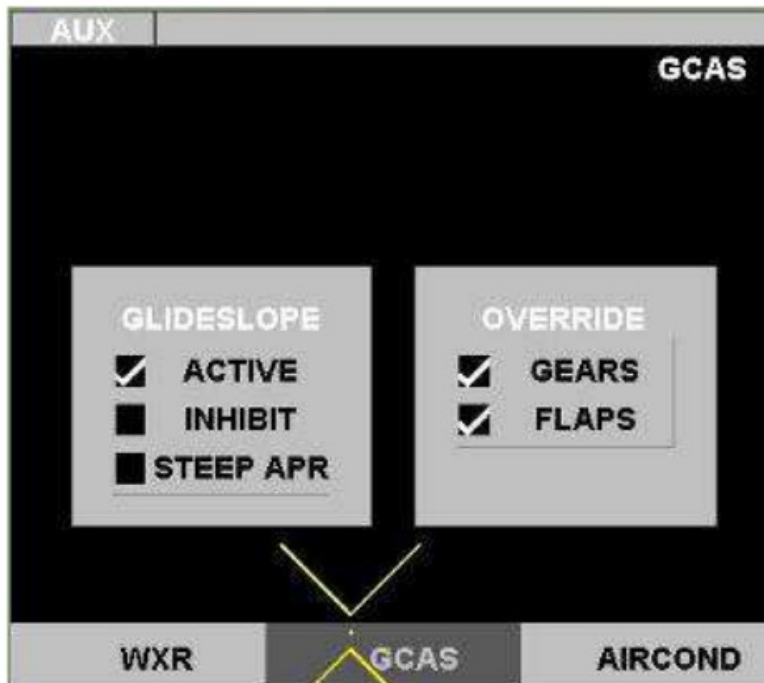 AUX
GCAS
GLIDESLOPE
ACTIVE
INHIBIT
STEEP APR
OVERRIDE
GEARS
FLAPS
WXR
GCAS
AIRCOND